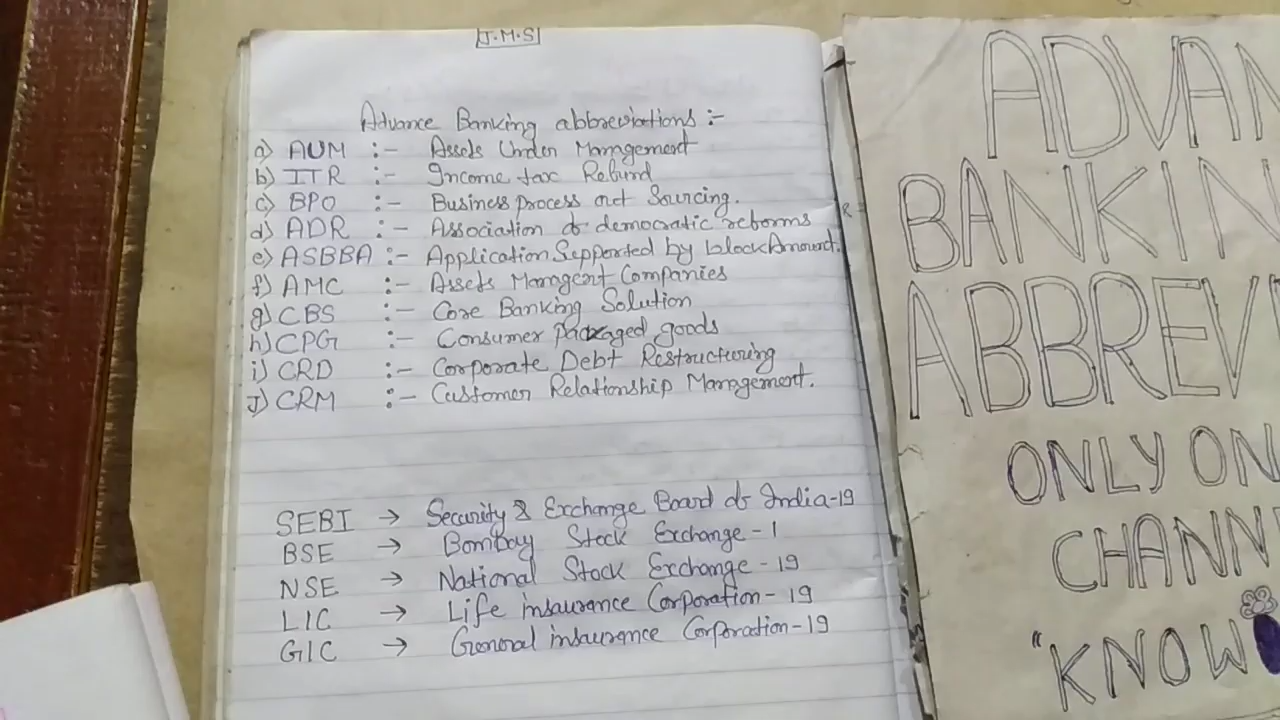 J.M.S
Advance Banking abbreviations :-
a) AUM :- Assets Under Management
b) ITR :- Income tax Refund
c) BPO :- Business process out Sourcing.
d) ADR :- Association of democratic reforms
e) ASBBA :- Application Supported by block Amount.
f) AMC :- Assets Managent Companies
g) CBS :- Core Banking Solution
h) CPG :- Consumer packaged goods
i) CRD :- Corporate Debt Restructuring
J) CRM :- Customer Relationship Management.
SEBI → Security & Exchange Board of India-19
BSE → Bombay Stock Exchange - 1
NSE → National Stock Exchange - 19
LIC → Life insurance Corporation - 19
GIC → General insurance Corporation-19
ADVAN
BANKIN
ABBREV
ONLY ON
CHANN
"KNOW